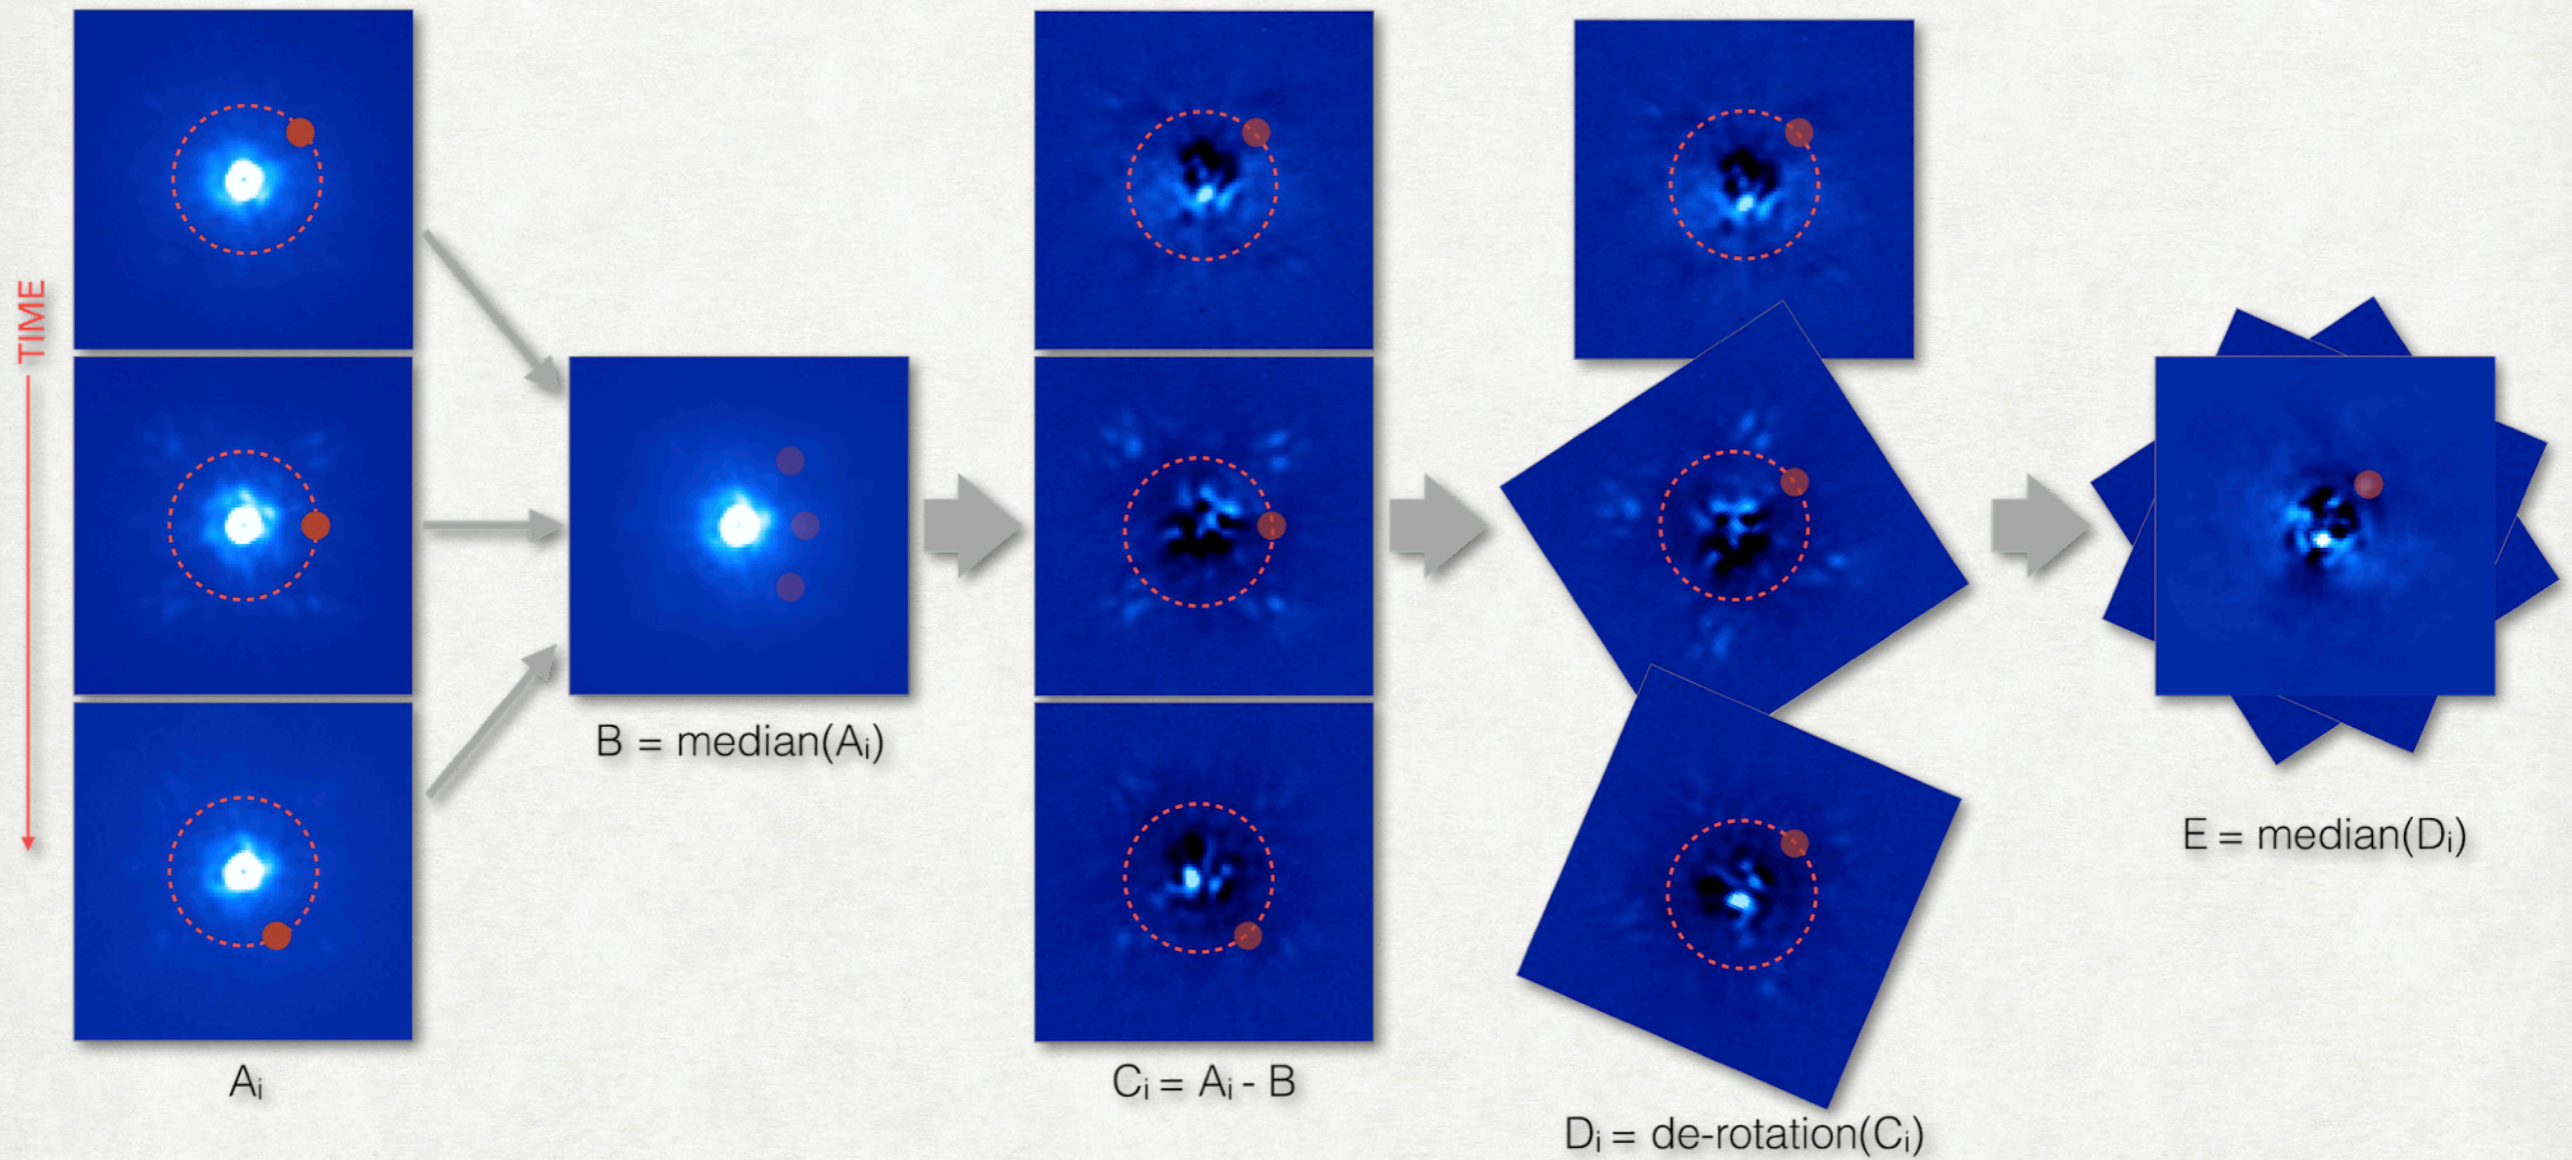 TIME
Aᵢ
B = median(Aᵢ)
Cᵢ = Aᵢ - B
Dᵢ = de-rotation(Cᵢ)
E = median(Dᵢ)